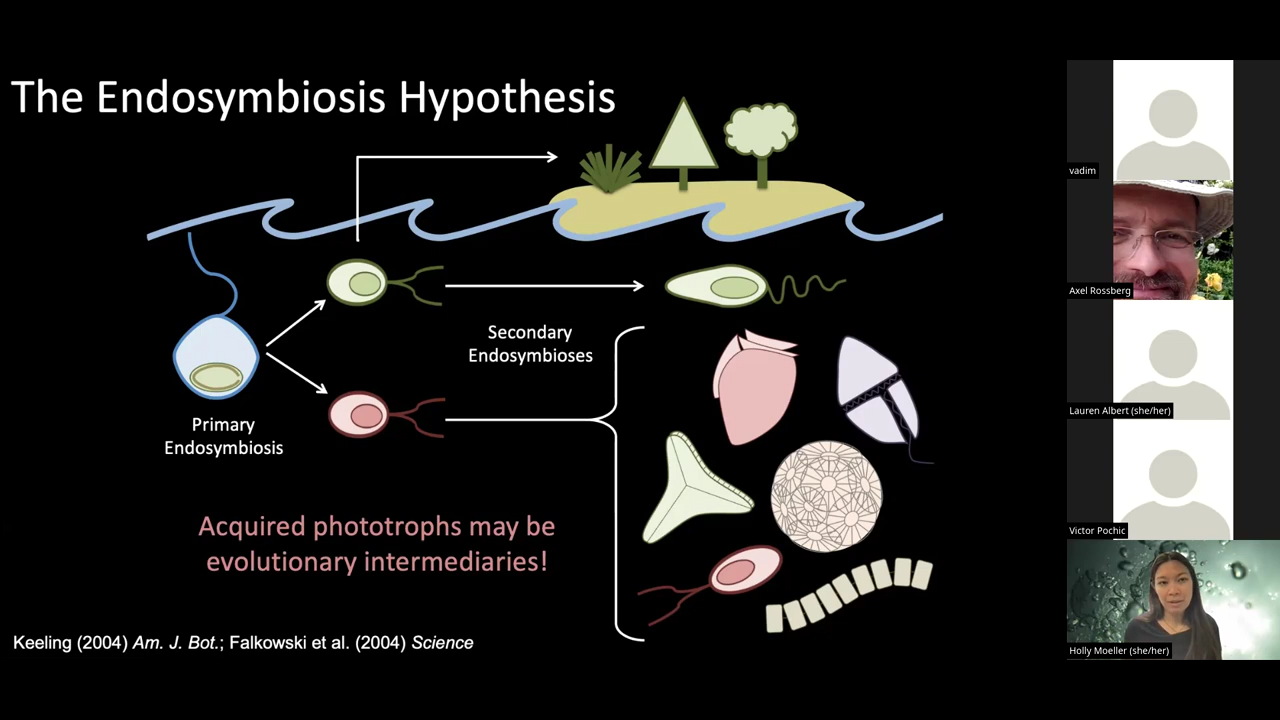 The Endosymbiosis Hypothesis
Secondary
Endosymbioses
Primary
Endosymbiosis
Acquired phototrophs may be
evolutionary intermediaries!
Keeling (2004) Am. J. Bot.; Falkowski et al. (2004) Science
vadim
Axel Rossberg
Lauren Albert (she/her)
Victor Pochic
Holly Moeller (she/her)